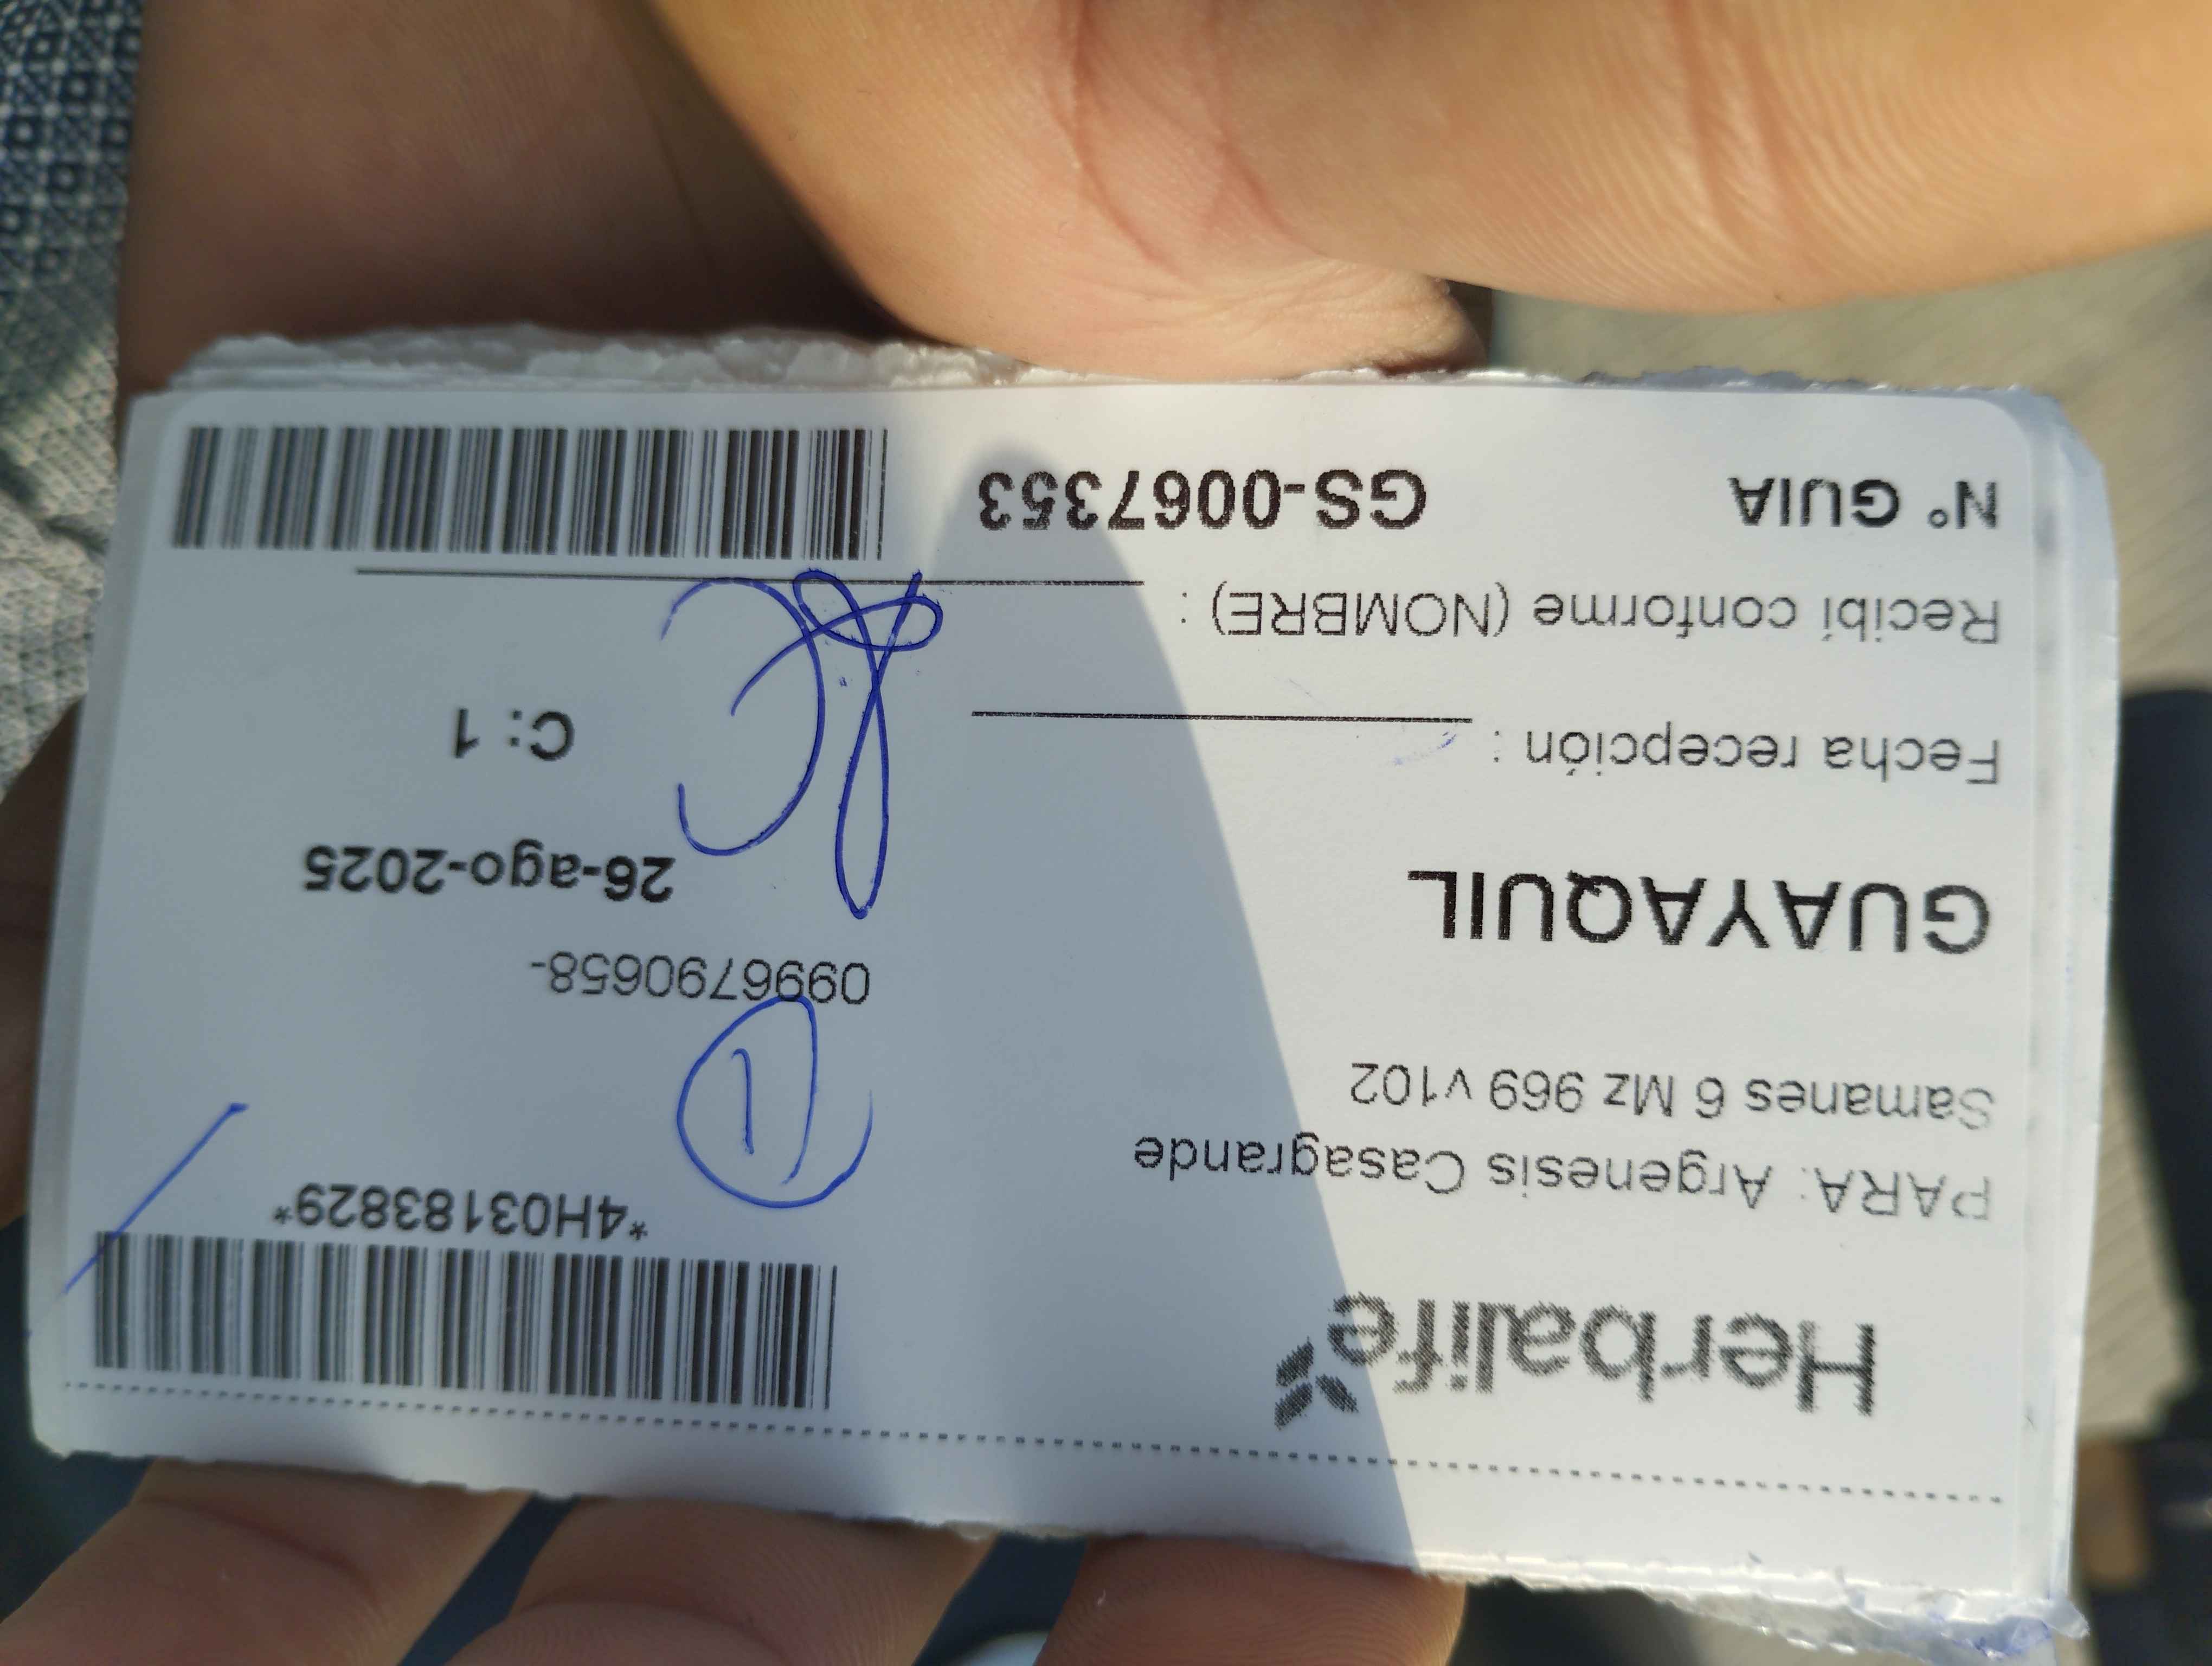 Herbalife
*4H03183829*
PARA: Argenesis Casagrande
Samanes 6 Mz 969 v102
1
0996790658-
GUAYAQUIL
26-ago-2025
Fecha recepción :
C: 1
Recibí conforme (NOMBRE) :
N° GUIA GS-0067353